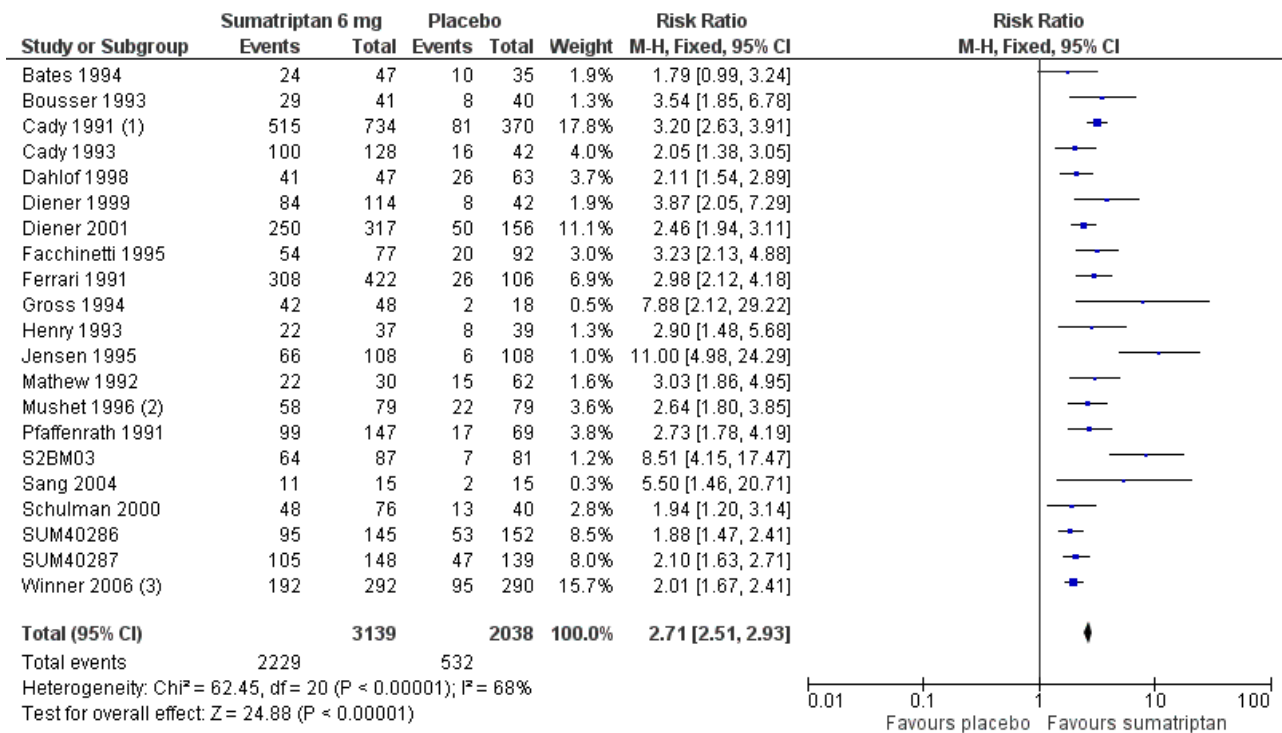 Sumatriptan 6 mg Placebo Risk Ratio Risk Ratio
Study or Subgroup Events Total Events Total Weight M-H, Fixed, 95% CI M-H, Fixed, 95% CI
Bates 1994 24 47 10 35 1.9% 1.79 [0.99, 3.24]
Bousser 1993 29 41 8 40 1.3% 3.54 [1.85, 6.78]
Cady 1991 (1) 515 734 81 370 17.8% 3.20 [2.63, 3.91]
Cady 1993 100 128 16 42 4.0% 2.05 [1.38, 3.05]
Dahlof 1998 41 47 26 63 3.7% 2.11 [1.54, 2.89]
Diener 1999 84 114 8 42 1.9% 3.87 [2.05, 7.29]
Diener 2001 250 317 50 156 11.1% 2.46 [1.94, 3.11]
Facchinetti 1995 54 77 20 92 3.0% 3.23 [2.13, 4.88]
Ferrari 1991 308 422 26 106 6.9% 2.98 [2.12, 4.18]
Gross 1994 42 48 2 18 0.5% 7.88 [2.12, 29.22]
Henry 1993 22 37 8 39 1.3% 2.90 [1.48, 5.68]
Jensen 1995 66 108 6 108 1.0% 11.00 [4.98, 24.29]
Mathew 1992 22 30 15 62 1.6% 3.03 [1.86, 4.95]
Mushet 1996 (2) 58 79 22 79 3.6% 2.64 [1.80, 3.85]
Pfaffenrath 1991 99 147 17 69 3.8% 2.73 [1.78, 4.19]
S2BM03 64 87 7 81 1.2% 8.51 [4.15, 17.47]
Sang 2004 11 15 2 15 0.3% 5.50 [1.46, 20.71]
Schulman 2000 48 76 13 40 2.8% 1.94 [1.20, 3.14]
SUM40286 95 145 53 152 8.5% 1.88 [1.47, 2.41]
SUM40287 105 148 47 139 8.0% 2.10 [1.63, 2.71]
Winner 2006 (3) 192 292 95 290 15.7% 2.01 [1.67, 2.41]
Total (95% CI) 3139 2038 100.0% 2.71 [2.51, 2.93]
Total events 2229 532
Heterogeneity: Chi² = 62.45, df = 20 (P < 0.00001); I² = 68%
Test for overall effect: Z = 24.88 (P < 0.00001)
0.01 0.1 1 10 100
Favours placebo Favours sumatriptan